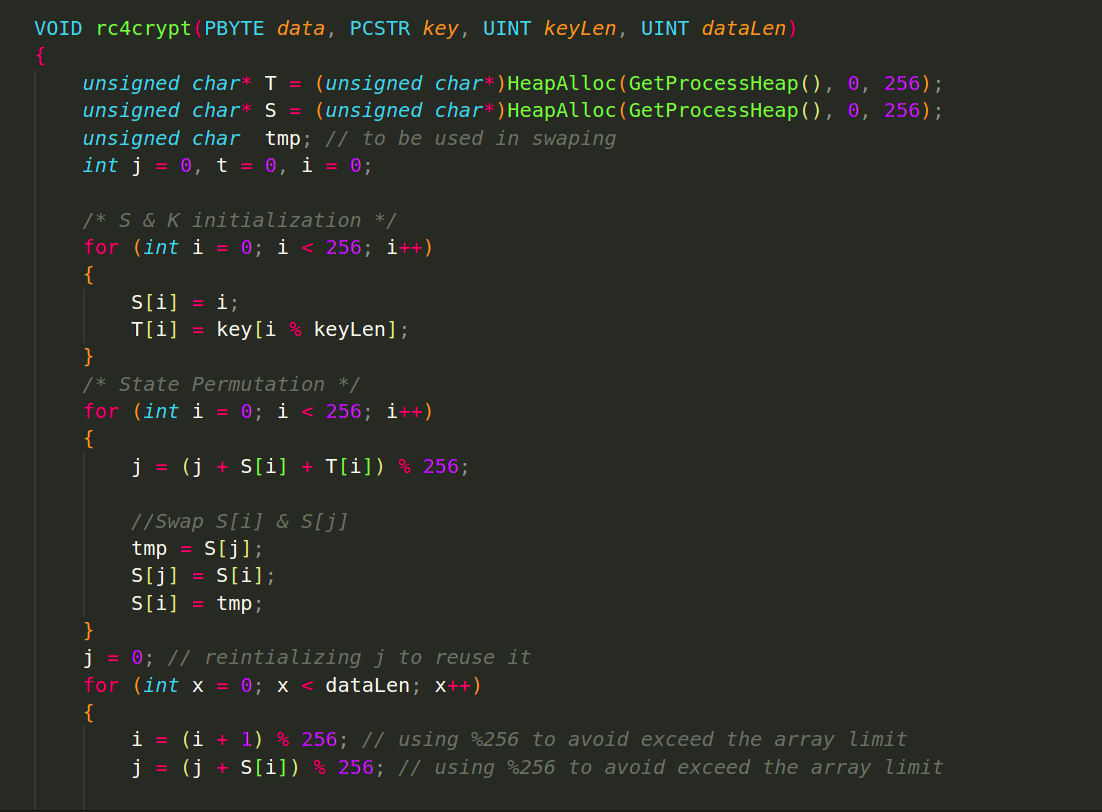 VOID rc4crypt(PBYTE data, PCSTR key, UINT keyLen, UINT dataLen)
{
    unsigned char* T = (unsigned char*)HeapAlloc(GetProcessHeap(), 0, 256);
    unsigned char* S = (unsigned char*)HeapAlloc(GetProcessHeap(), 0, 256);
    unsigned char  tmp; // to be used in swaping
    int j = 0, t = 0, i = 0;

    /* S & K initialization */
    for (int i = 0; i < 256; i++)
    {
        S[i] = i;
        T[i] = key[i % keyLen];
    }
    /* State Permutation */
    for (int i = 0; i < 256; i++)
    {
        j = (j + S[i] + T[i]) % 256;

        //Swap S[i] & S[j]
        tmp = S[j];
        S[j] = S[i];
        S[i] = tmp;
    }
    j = 0; // reintializing j to reuse it
    for (int x = 0; x < dataLen; x++)
    {
        i = (i + 1) % 256; // using %256 to avoid exceed the array limit
        j = (j + S[i]) % 256; // using %256 to avoid exceed the array limit